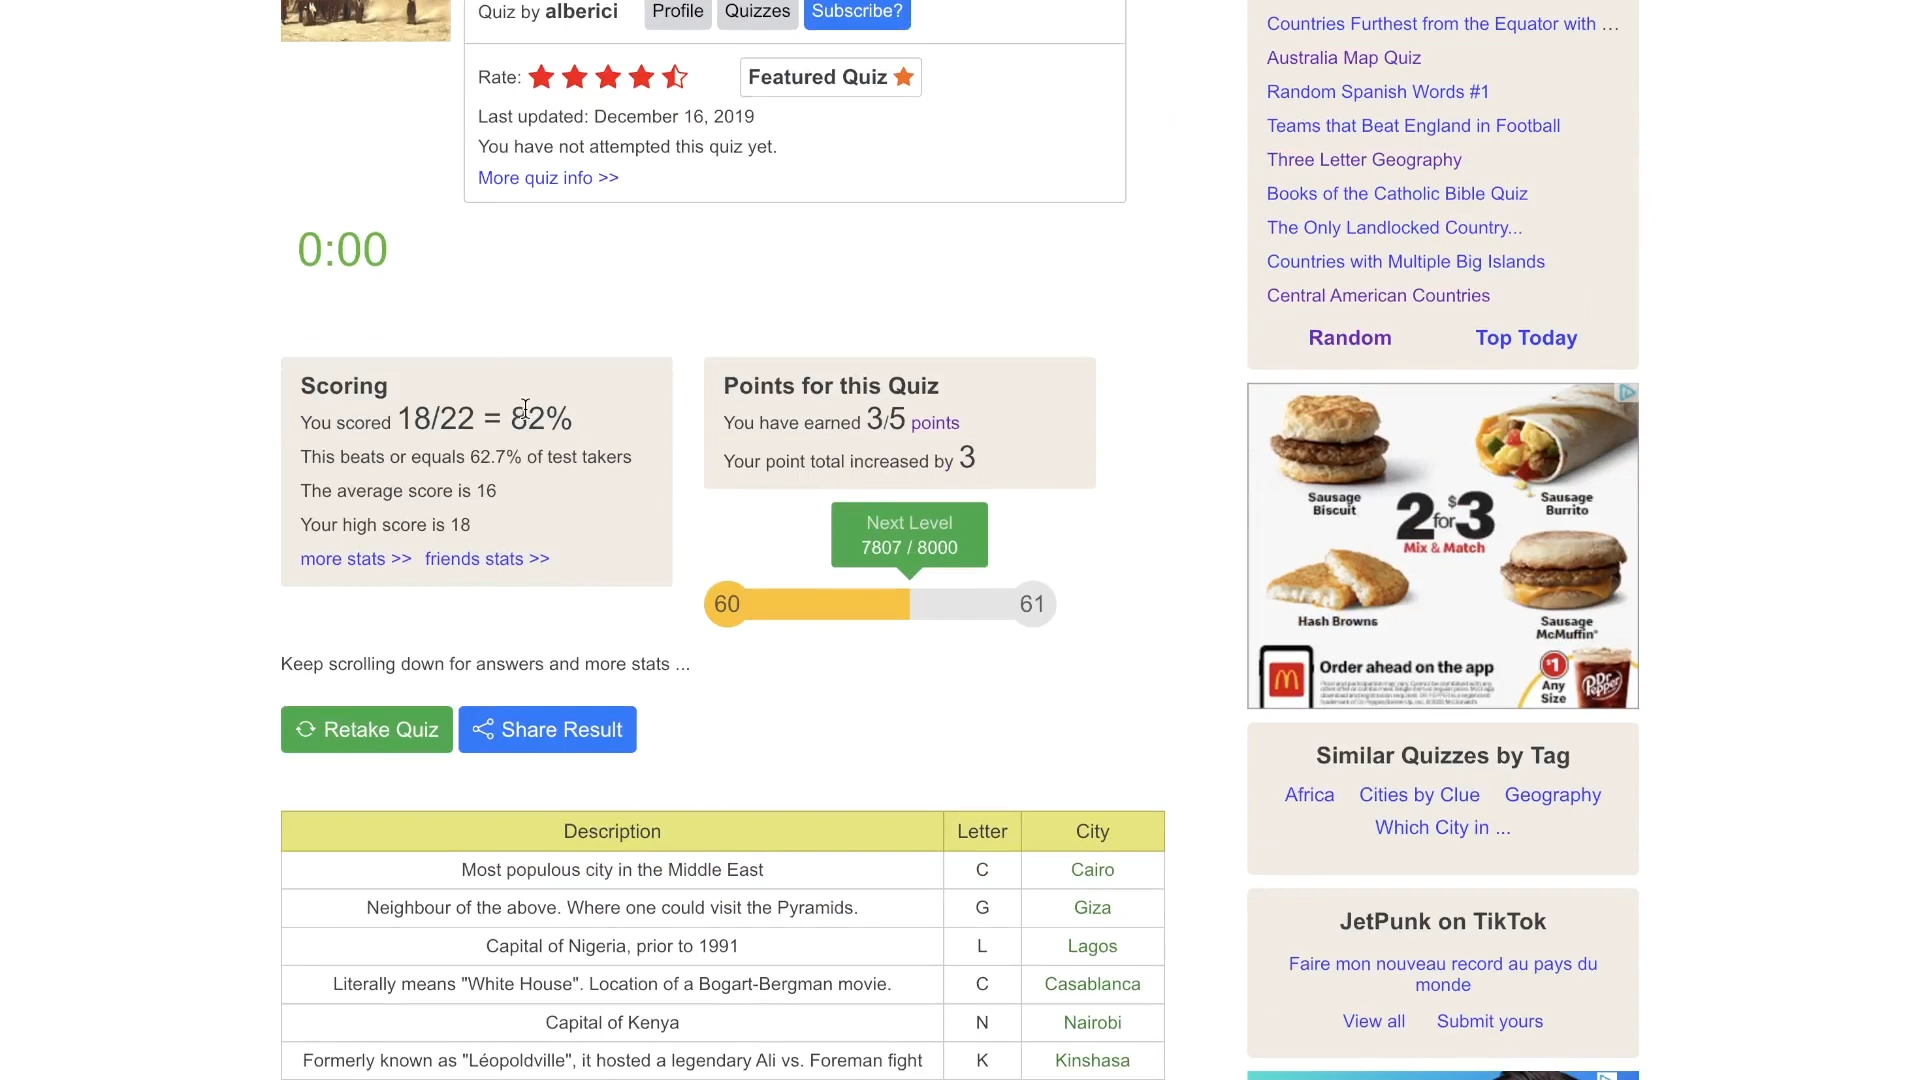 Quiz by alberici Profile Quizzes Subscribe?
Rate: Featured Quiz
Last updated: December 16, 2019
You have not attempted this quiz yet.
More quiz info >>
0:00
Scoring
You scored 18/22 = 82%
This beats or equals 62.7% of test takers
The average score is 16
Your high score is 18
more stats >> friends stats >>
Points for this Quiz
You have earned 3/5 points
Your point total increased by 3
Next Level
7807 / 8000
60 61
Keep scrolling down for answers and more stats ...
Retake Quiz Share Result
Description Letter City
Most populous city in the Middle East C Cairo
Neighbour of the above. Where one could visit the Pyramids. G Giza
Capital of Nigeria, prior to 1991 L Lagos
Literally means "White House". Location of a Bogart-Bergman movie. C Casablanca
Capital of Kenya N Nairobi
Formerly known as "Léopoldville", it hosted a legendary Ali vs. Foreman fight K Kinshasa
Countries Furthest from the Equator with ...
Australia Map Quiz
Random Spanish Words #1
Teams that Beat England in Football
Three Letter Geography
Books of the Catholic Bible Quiz
The Only Landlocked Country...
Countries with Multiple Big Islands
Central American Countries
Random Top Today
Sausage
Biscuit
2 for $3
Mix & Match
Sausage
Burrito
Hash Browns
Sausage
McMuffin®
Order ahead on the app
$1
Any
Size
Dr Pepper
Similar Quizzes by Tag
Africa Cities by Clue Geography
Which City in ...
JetPunk on TikTok
Faire mon nouveau record au pays du
monde
View all Submit yours